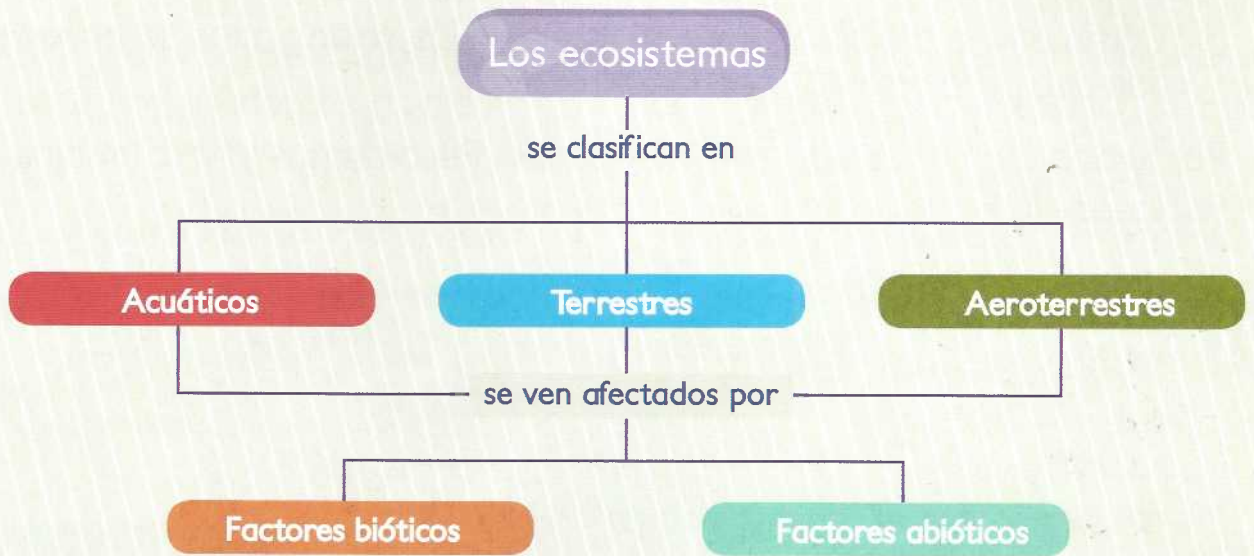 Los ecosistemas
se clasifican en
Acuáticos
Terrestres
Aeroterrestres
se ven afectados por
Factores bióticos
Factores abióticos